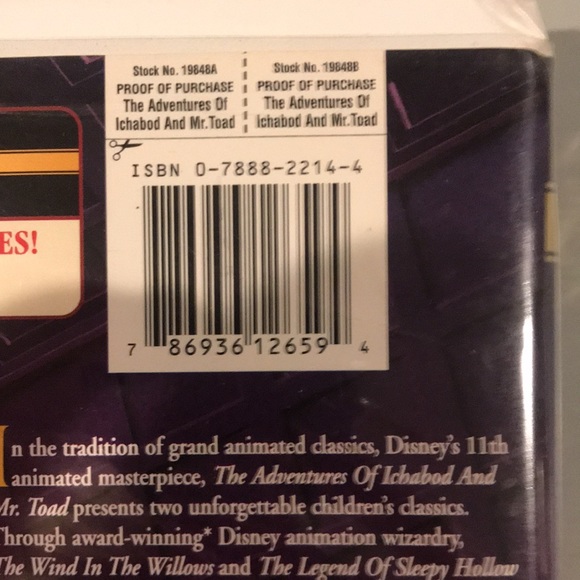 Stock No. 19848A
PROOF OF PURCHASE
The Adventures Of
Ichabod And Mr. Toad
Stock No. 19848B
PROOF OF PURCHASE
The Adventures Of
Ichabod And Mr. Toad
ISBN 0-7888-2214-4
7 86936 12659 4
ES!
In the tradition of grand animated classics, Disney's 11th
animated masterpiece, The Adventures Of Ichabod And
Mr. Toad presents two unforgettable children's classics.
Through award-winning* Disney animation wizardry,
The Wind In The Willows and The Legend Of Sleepy Hollow